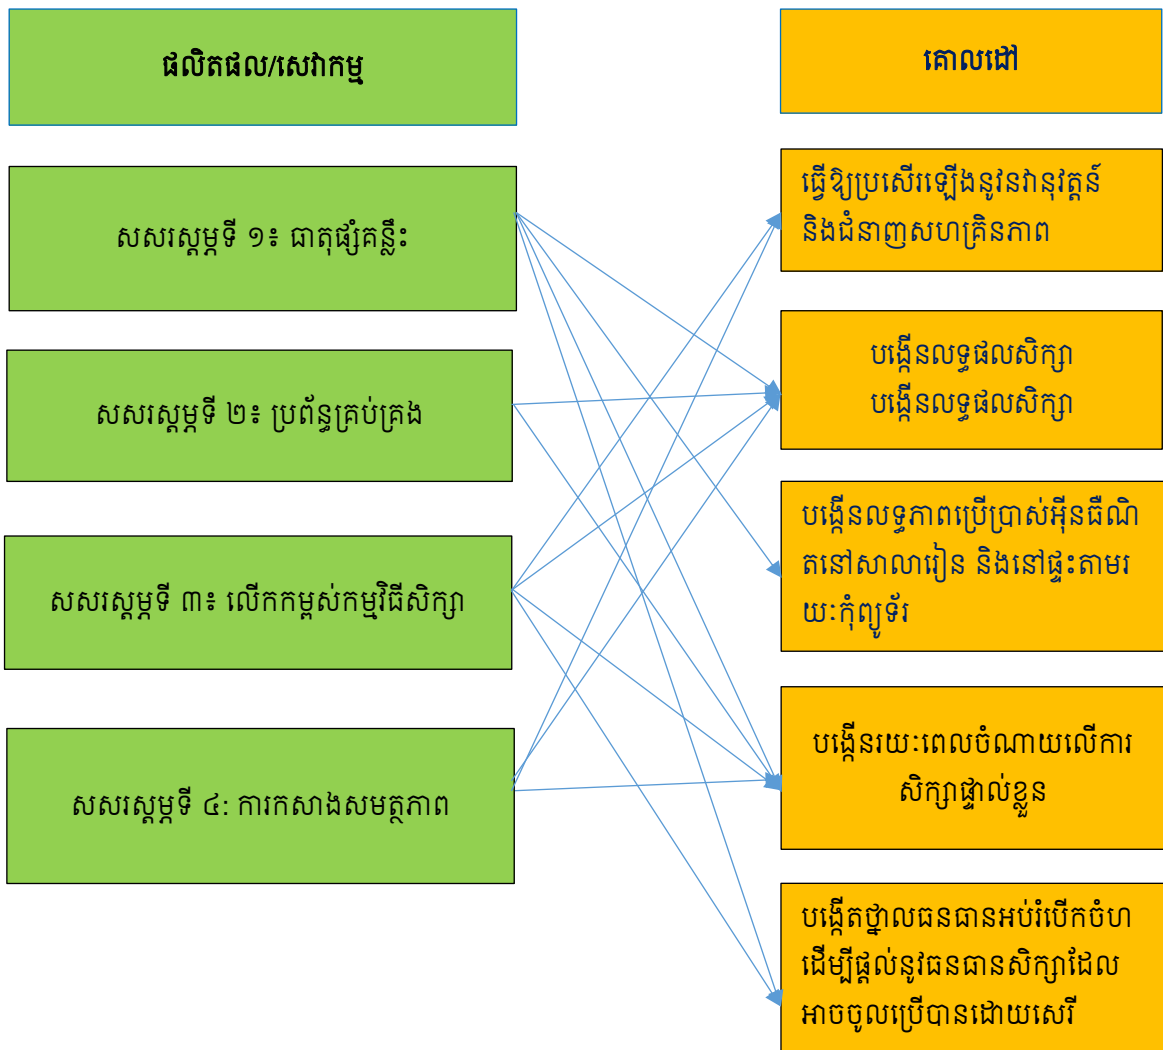 ផលិតផល/សេវាកម្ម
គោលដៅ
សសរស្តម្ភទី ១៖ ធាតុផ្សំគន្លឹះ
សសរស្តម្ភទី ២៖ ប្រព័ន្ធគ្រប់គ្រង
សសរស្តម្ភទី ៣៖ លើកកម្ពស់កម្មវិធីសិក្សា
សសរស្តម្ភទី ៤: ការកសាងសមត្ថភាព
ធ្វើឱ្យប្រសើរឡើងនូវនវានុវត្តន៍
និងជំនាញសហគ្រិនភាព
បង្កើនលទ្ធផលសិក្សា
បង្កើនលទ្ធផលសិក្សា
បង្កើនលទ្ធភាពប្រើប្រាស់អ៊ីនធឺណិ
តនៅសាលារៀន និងនៅផ្ទះតាមរ
យៈកុំព្យូទ័រ
បង្កើនរយៈពេលចំណាយលើការ
សិក្សាផ្ទាល់ខ្លួន
បង្កើតថ្នាលធនធានអប់រំបើកចំហ
ដើម្បីផ្តល់នូវធនធានសិក្សាដែល
អាចចូលប្រើបានដោយសេរី